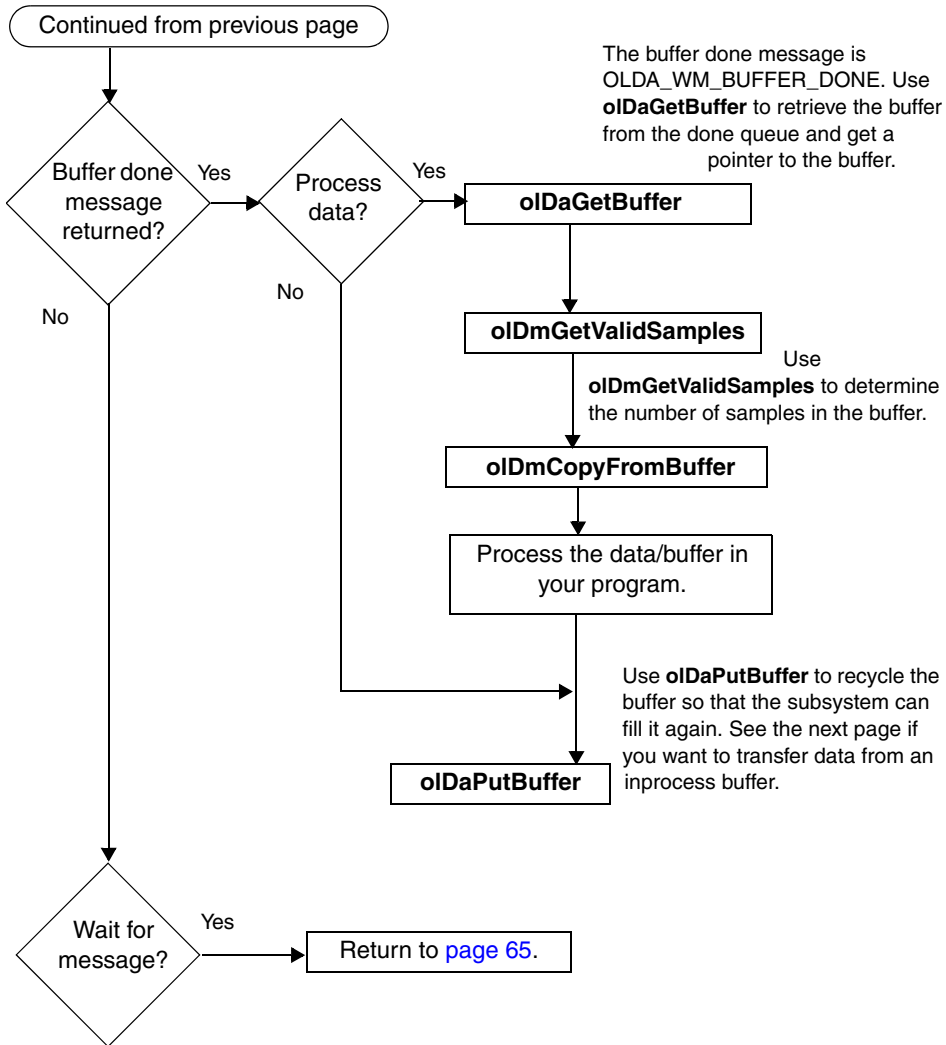 Continued from previous page
The buffer done message is
OLDA_WM_BUFFER_DONE. Use
olDaGetBuffer to retrieve the buffer
from the done queue and get a
pointer to the buffer.
Buffer done
message
returned?
Yes
Process
data?
Yes
olDaGetBuffer
No
No
olDmGetValidSamples
Use
olDmGetValidSamples to determine
the number of samples in the buffer.
olDmCopyFromBuffer
Process the data/buffer in
your program.
Use olDaPutBuffer to recycle the
buffer so that the subsystem can
fill it again. See the next page if
you want to transfer data from an
inprocess buffer.
olDaPutBuffer
Wait for
message?
Yes
Return to page 65.